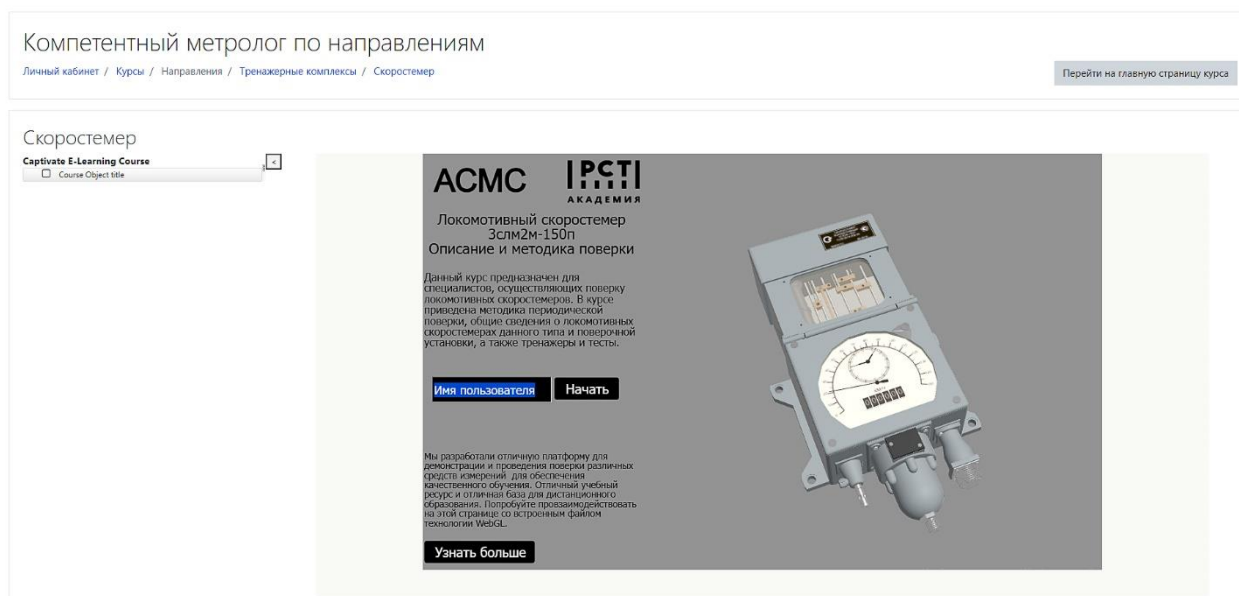 Компетентный метролог по направлениям
Личный кабинет / Курсы / Направления / Тренажерные комплексы / Скоростемер
Перейти на главную страницу курса
Скоростемер
Captivate E-Learning Course
<
Course Object title
АСМС
РСТ
АКАДЕМИЯ
Локомотивный скоростемер
3слм2м-150п
Описание и методика поверки
Данный курс предназначен для
специалистов, осуществляющих поверку
локомотивных скоростемеров. В курсе
приведена методика периодической
поверки, общие сведения о локомотивных
скоростемерах данного типа и поверочной
установки, а также тренажеры и тесты.
Имя пользователя
Начать
Мы разработали отличную платформу для
демонстрации и проведения поверки различных
средств измерений для обеспечения
качественного обучения. Отличный учебный
ресурс и отличная база для дистанционного
образования. Попробуйте провзаимодействовать
на этой странице со встроенным файлом
технологии WebGL.
Узнать больше